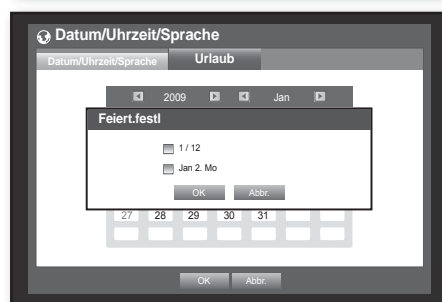 Datum/Uhrzeit/Sprache
Datum/Uhrzeit/Sprache Urlaub
2009 Jan
Feiert.festl
1 / 12
Jan 2. Mo
OK Abbr.
27 28 29 30 31
OK Abbr.